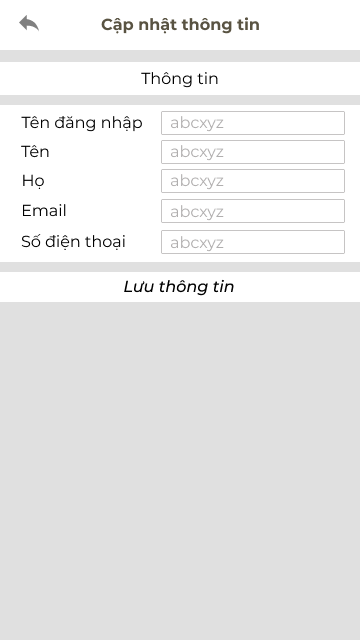 Cập nhật thông tin
Thông tin
Tên đăng nhập abcxyz
Tên abcxyz
Họ abcxyz
Email abcxyz
Số điện thoại abcxyz
Lưu thông tin